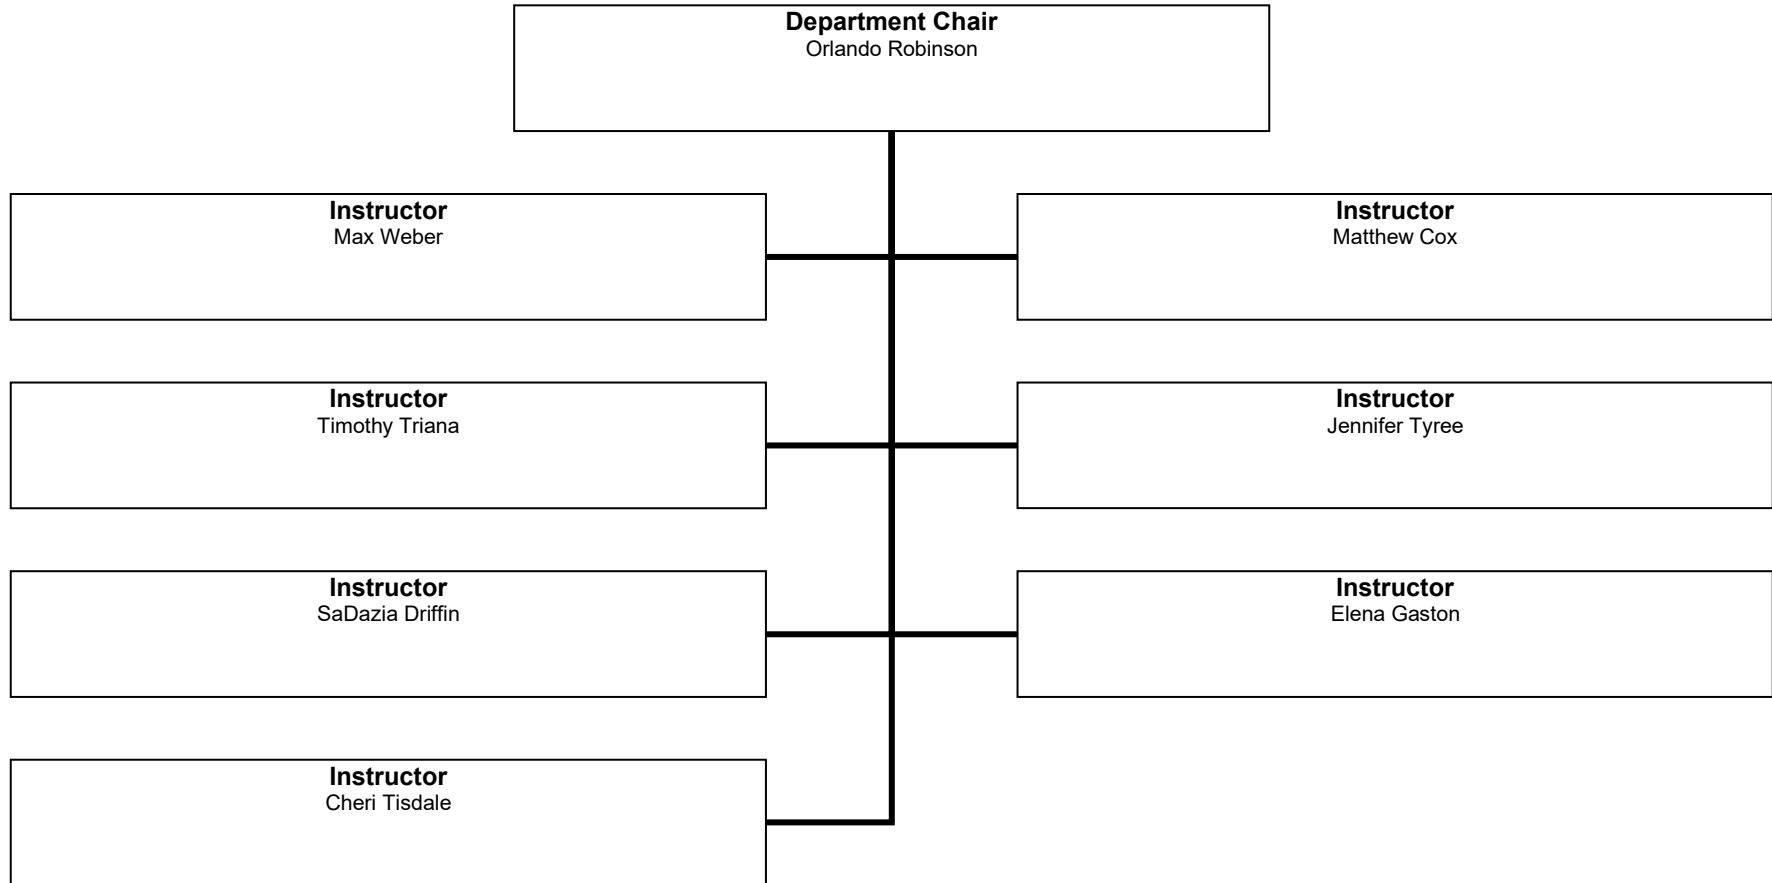 Department Chair
Orlando Robinson
Instructor
Max Weber
Instructor
Matthew Cox
Instructor
Timothy Triana
Instructor
Jennifer Tyree
Instructor
SaDazia Driffin
Instructor
Elena Gaston
Instructor
Cheri Tisdale